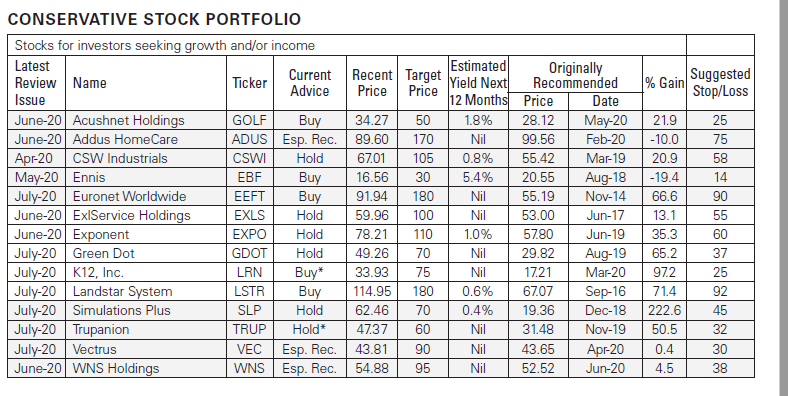 CONSERVATIVE STOCK PORTFOLIO
Stocks for investors seeking growth and/or income
Latest Review Issue Name Ticker Current Advice Recent Price Target Price Estimated Yield Next 12 Months Originally Recommended Price Date % Gain Suggested Stop/Loss
June-20 Acushnet Holdings GOLF Buy 34.27 50 1.8% 28.12 May-20 21.9 25
June-20 Addus HomeCare ADUS Esp. Rec. 89.60 170 Nil 99.56 Feb-20 -10.0 75
Apr-20 CSW Industrials CSWI Hold 67.01 105 0.8% 55.42 Mar-19 20.9 58
May-20 Ennis EBF Buy 16.56 30 5.4% 20.55 Aug-18 -19.4 14
July-20 Euronet Worldwide EEFT Buy 91.94 180 Nil 55.19 Nov-14 66.6 90
June-20 ExlService Holdings EXLS Hold 59.96 100 Nil 53.00 Jun-17 13.1 55
June-20 Exponent EXPO Hold 78.21 110 1.0% 57.80 Jun-19 35.3 60
July-20 Green Dot GDOT Hold 49.26 70 Nil 29.82 Aug-19 65.2 37
July-20 K12, Inc. LRN Buy* 33.93 75 Nil 17.21 Mar-20 97.2 25
July-20 Landstar System LSTR Buy 114.95 180 0.6% 67.07 Sep-16 71.4 92
July-20 Simulations Plus SLP Hold 62.46 70 0.4% 19.36 Dec-18 222.6 45
July-20 Trupanion TRUP Hold* 47.37 60 Nil 31.48 Nov-19 50.5 32
July-20 Vectrus VEC Esp. Rec. 43.81 90 Nil 43.65 Apr-20 0.4 30
June-20 WNS Holdings WNS Esp. Rec. 54.88 95 Nil 52.52 Jun-20 4.5 38